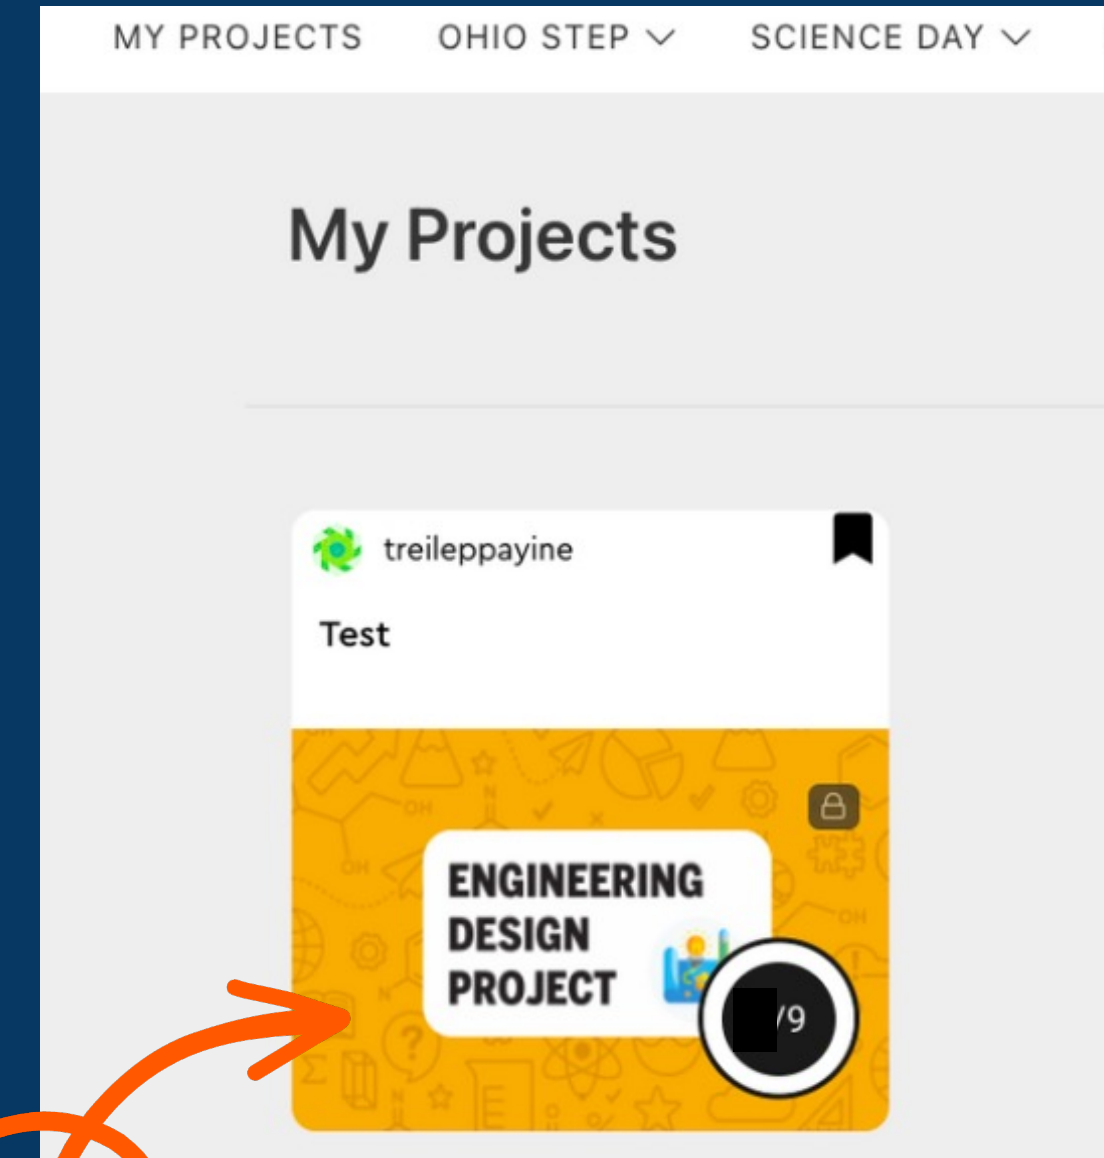 MY PROJECTS OHIO STEP SCIENCE DAY
My Projects
treileppayine
Test
ENGINEERING
DESIGN
PROJECT
/9